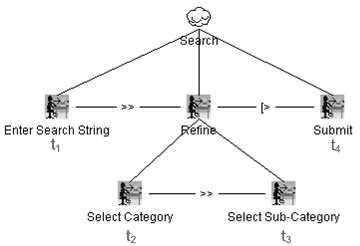 Search
>>
[>
Enter Search String
Refine
Submit
t₁
t₄
>>
Select Category
Select Sub-Category
t₂
t₃